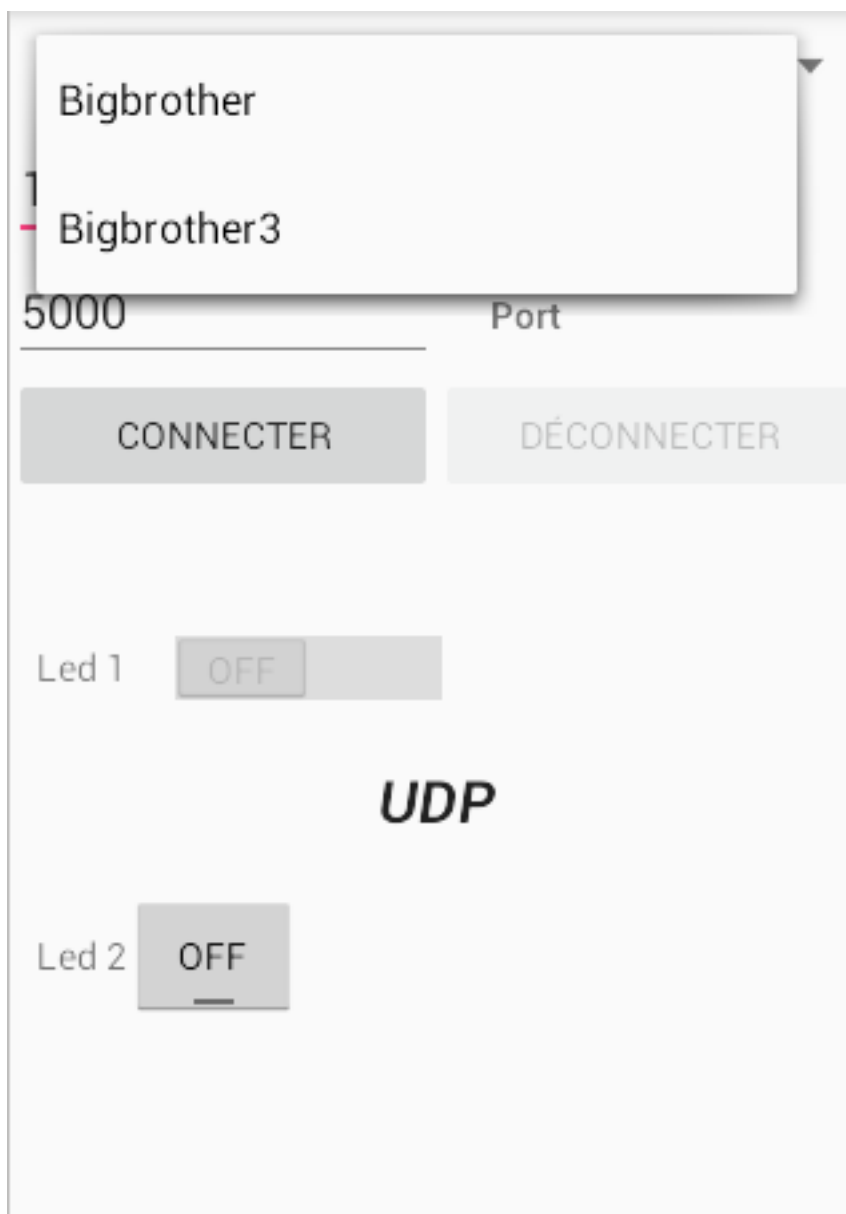 Bigbrother
Bigbrother3
5000 Port
CONNECTER DÉCONNECTER
Led 1 OFF
UDP
Led 2 OFF